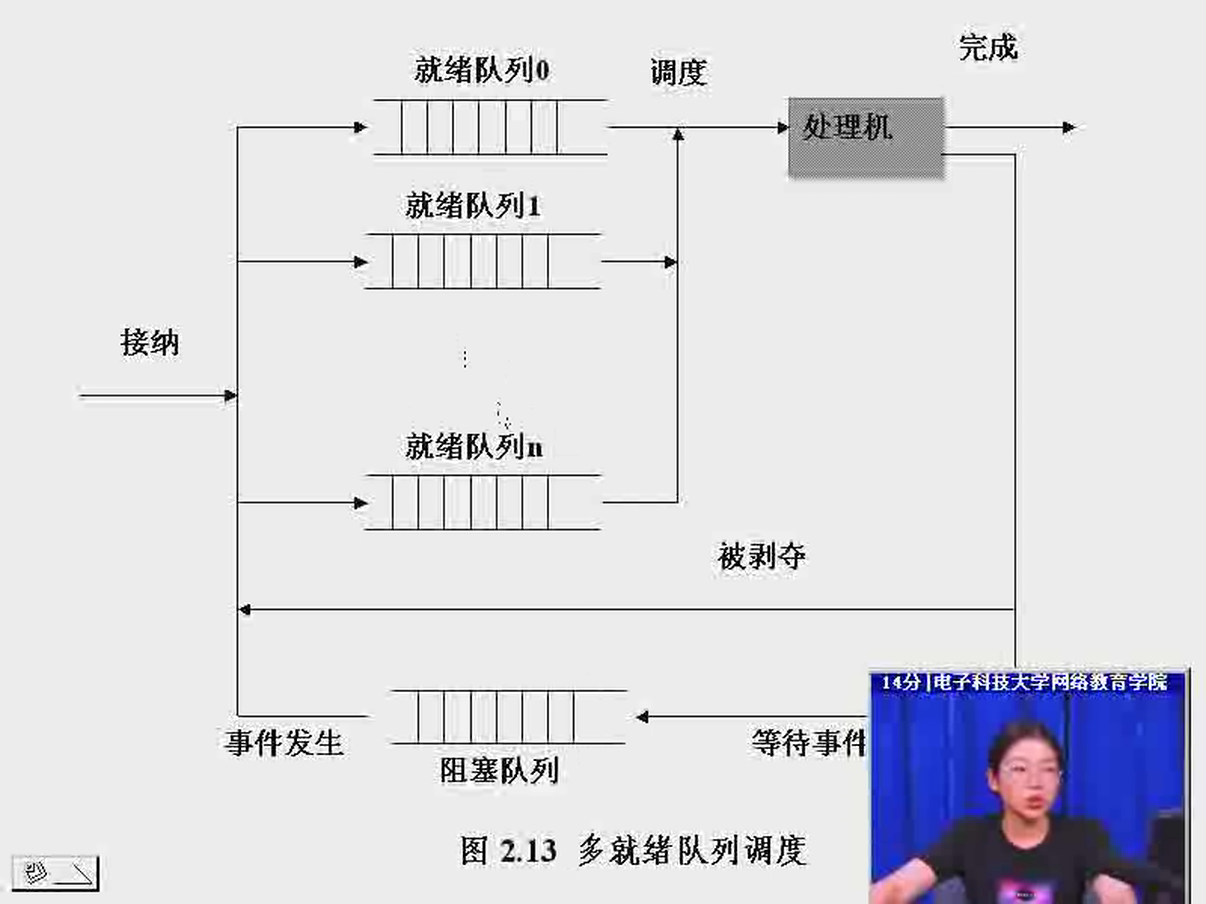 完成
就绪队列0
调度
处理机
就绪队列1
接纳
就绪队列n
被剥夺
14分|电子科技大学网络教育学院
事件发生
等待事件
阻塞队列
图 2.13 多就绪队列调度